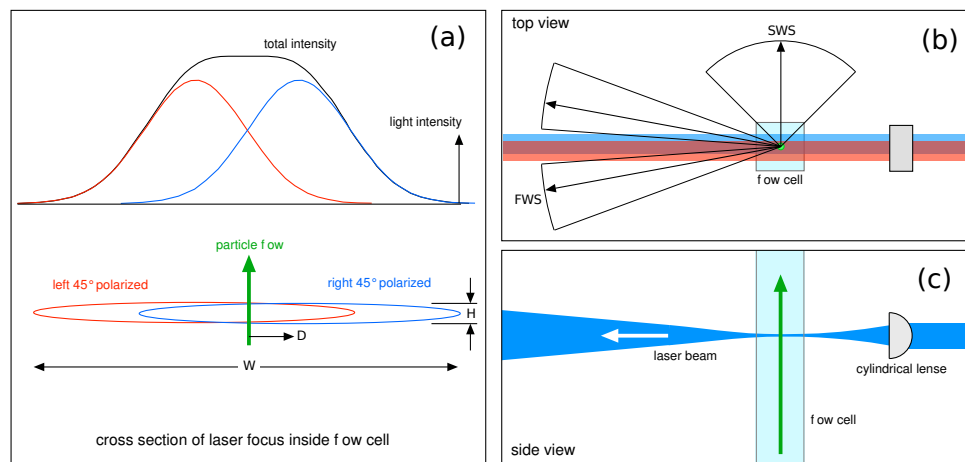 (a)
total intensity
light intensity
particle f ow
left 45° polarized
right 45° polarized
H
D
W
cross section of laser focus inside f ow cell
top view
(b)
SWS
f ow cell
FWS
(c)
laser beam
cylindrical lense
f ow cell
side view